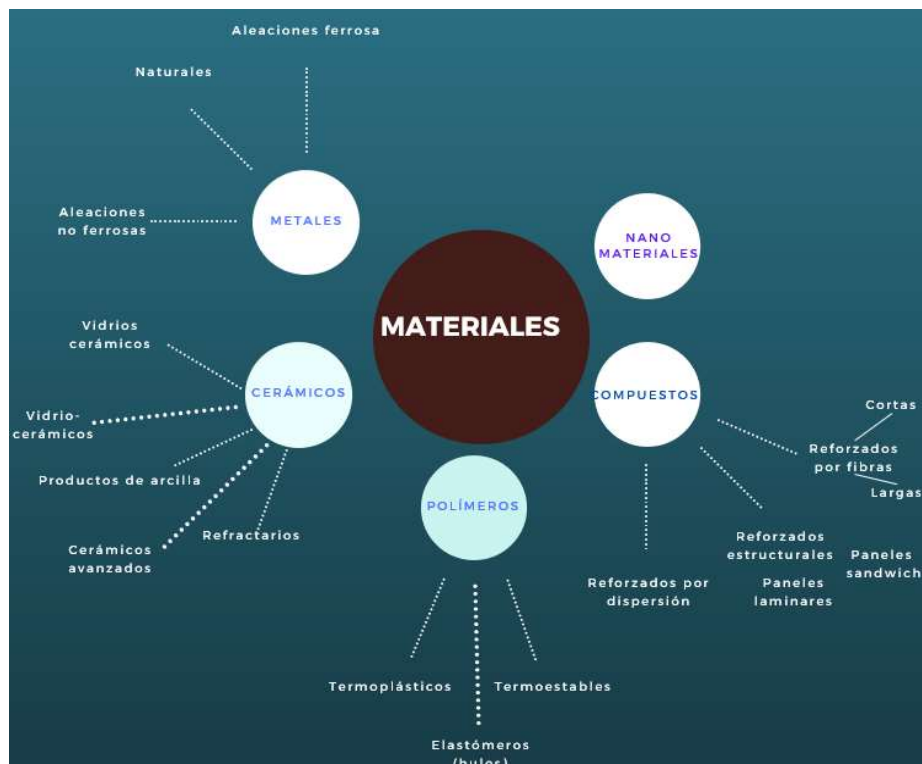 Aleaciones ferrosa
Naturales
METALES
Aleaciones
no ferrosas
NANO
MATERIALES
MATERIALES
Vidrios
cerámicos
CERÁMICOS
COMPUESTOS
Cortas
Vidrio-
cerámicos
Reforzados
por fibras
Largas
Productos de arcilla
POLÍMEROS
Refractarios
Cerámicos
avanzados
Reforzados
estructurales
Paneles
sandwich
Reforzados por
dispersión
Paneles
laminares
Termoplásticos
Termoestables
Elastómeros
(hules)